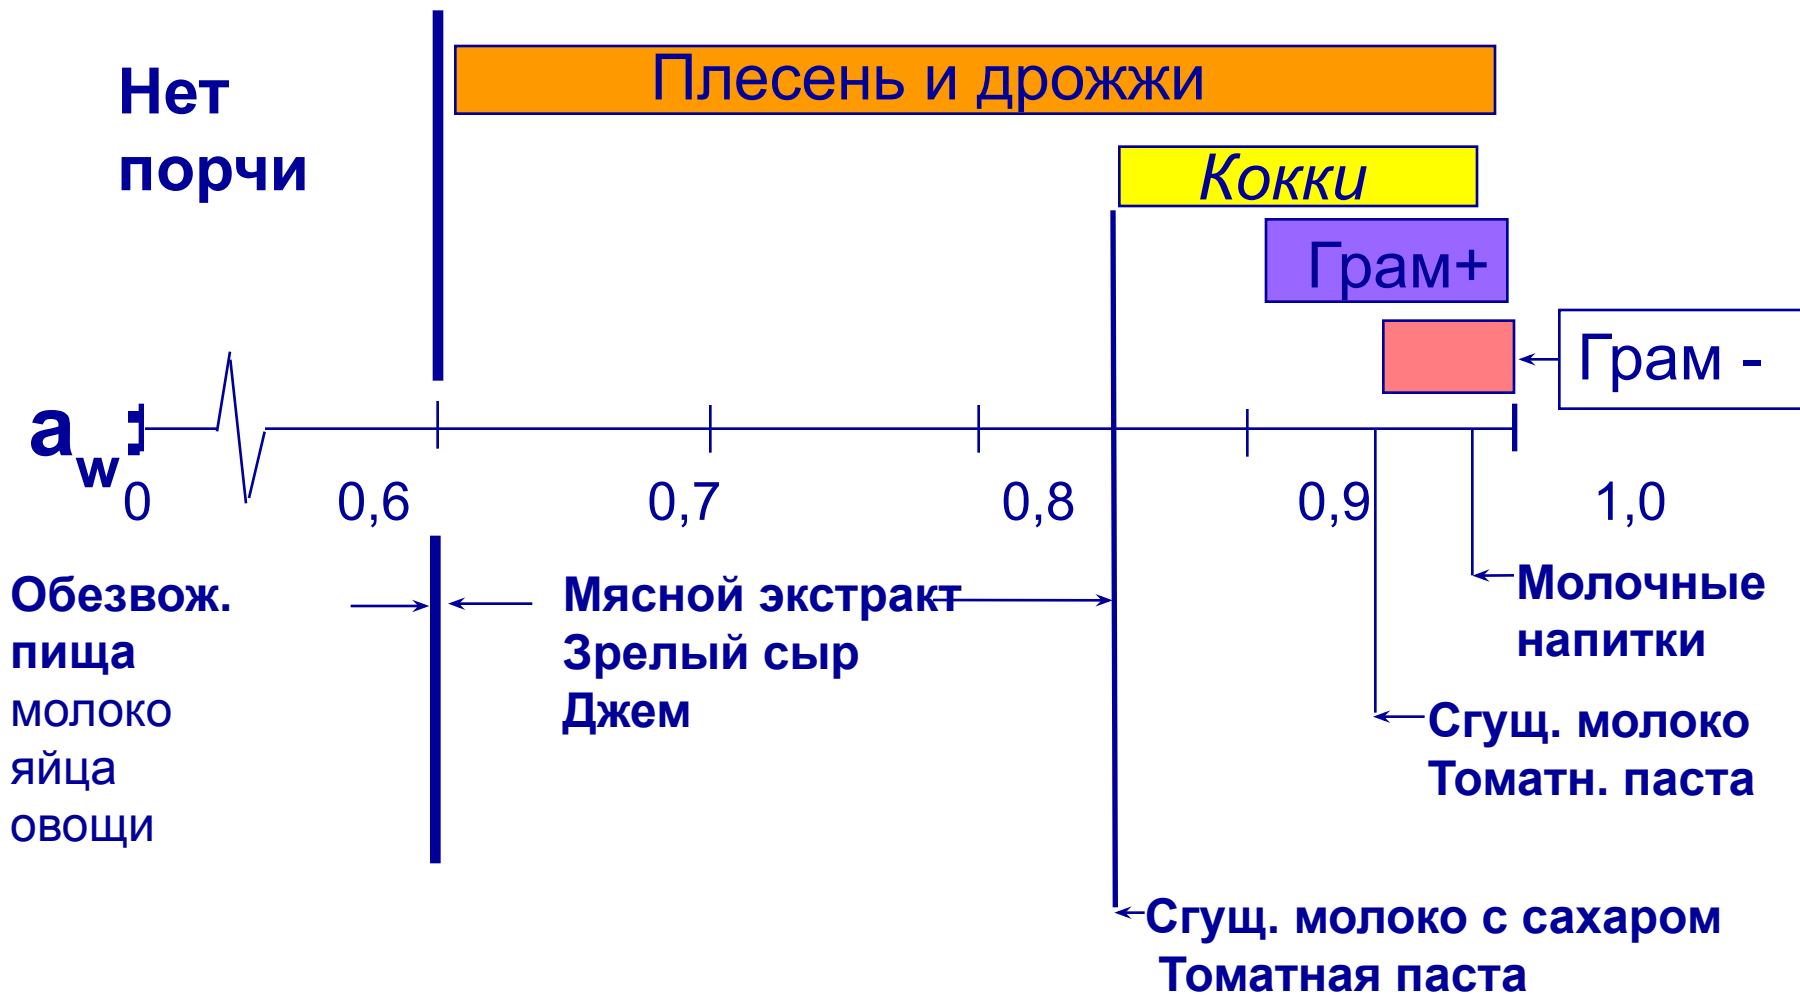 Нет
порчи
Плесень и дрожжи
Кокки
Грам+
Грам -
aw:
0
0,6
0,7
0,8
0,9
1,0
Обезвож.
пища
молоко
яйца
овощи
Мясной экстракт
Зрелый сыр
Джем
Молочные
напитки
Сгущ. молоко
Томатн. паста
Сгущ. молоко с сахаром
Томатная паста